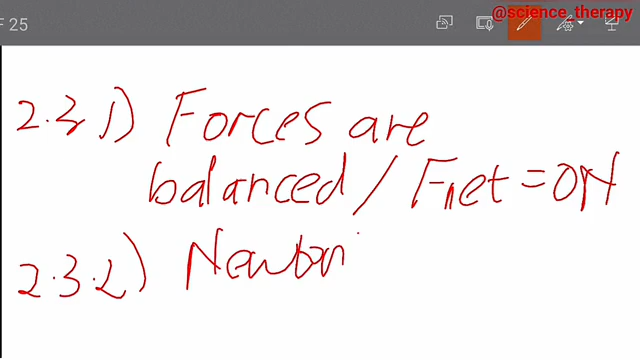 @science_therapy
F 25
2.3 1) Forces are
balanced / Fnet = 0N
2.3.2) Newton